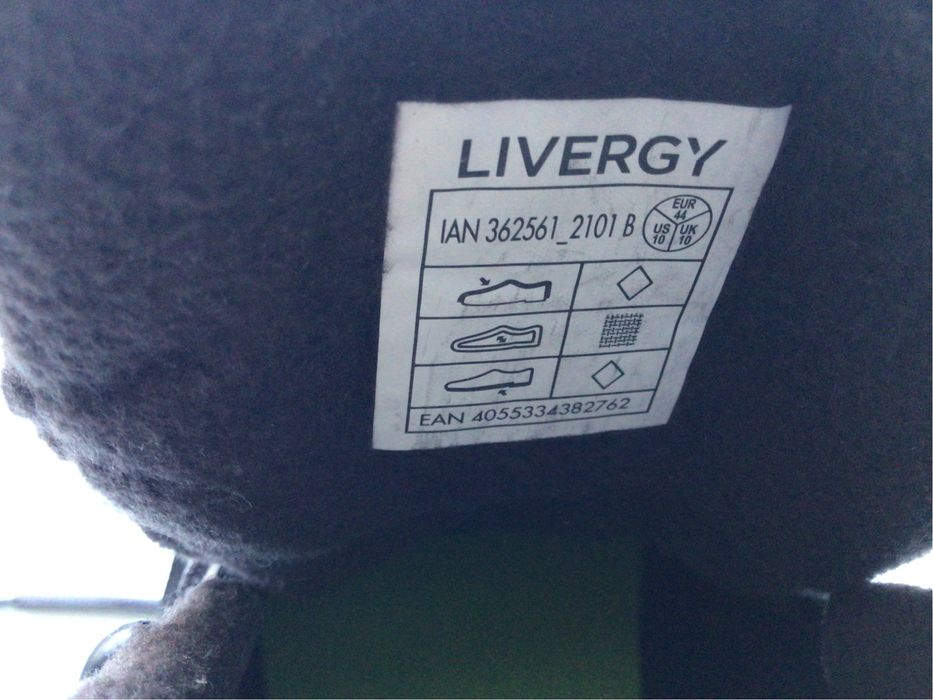 LIVERGY
IAN 362561_2101 B
EUR
44
US
10
UK
10
EAN 4055334382762